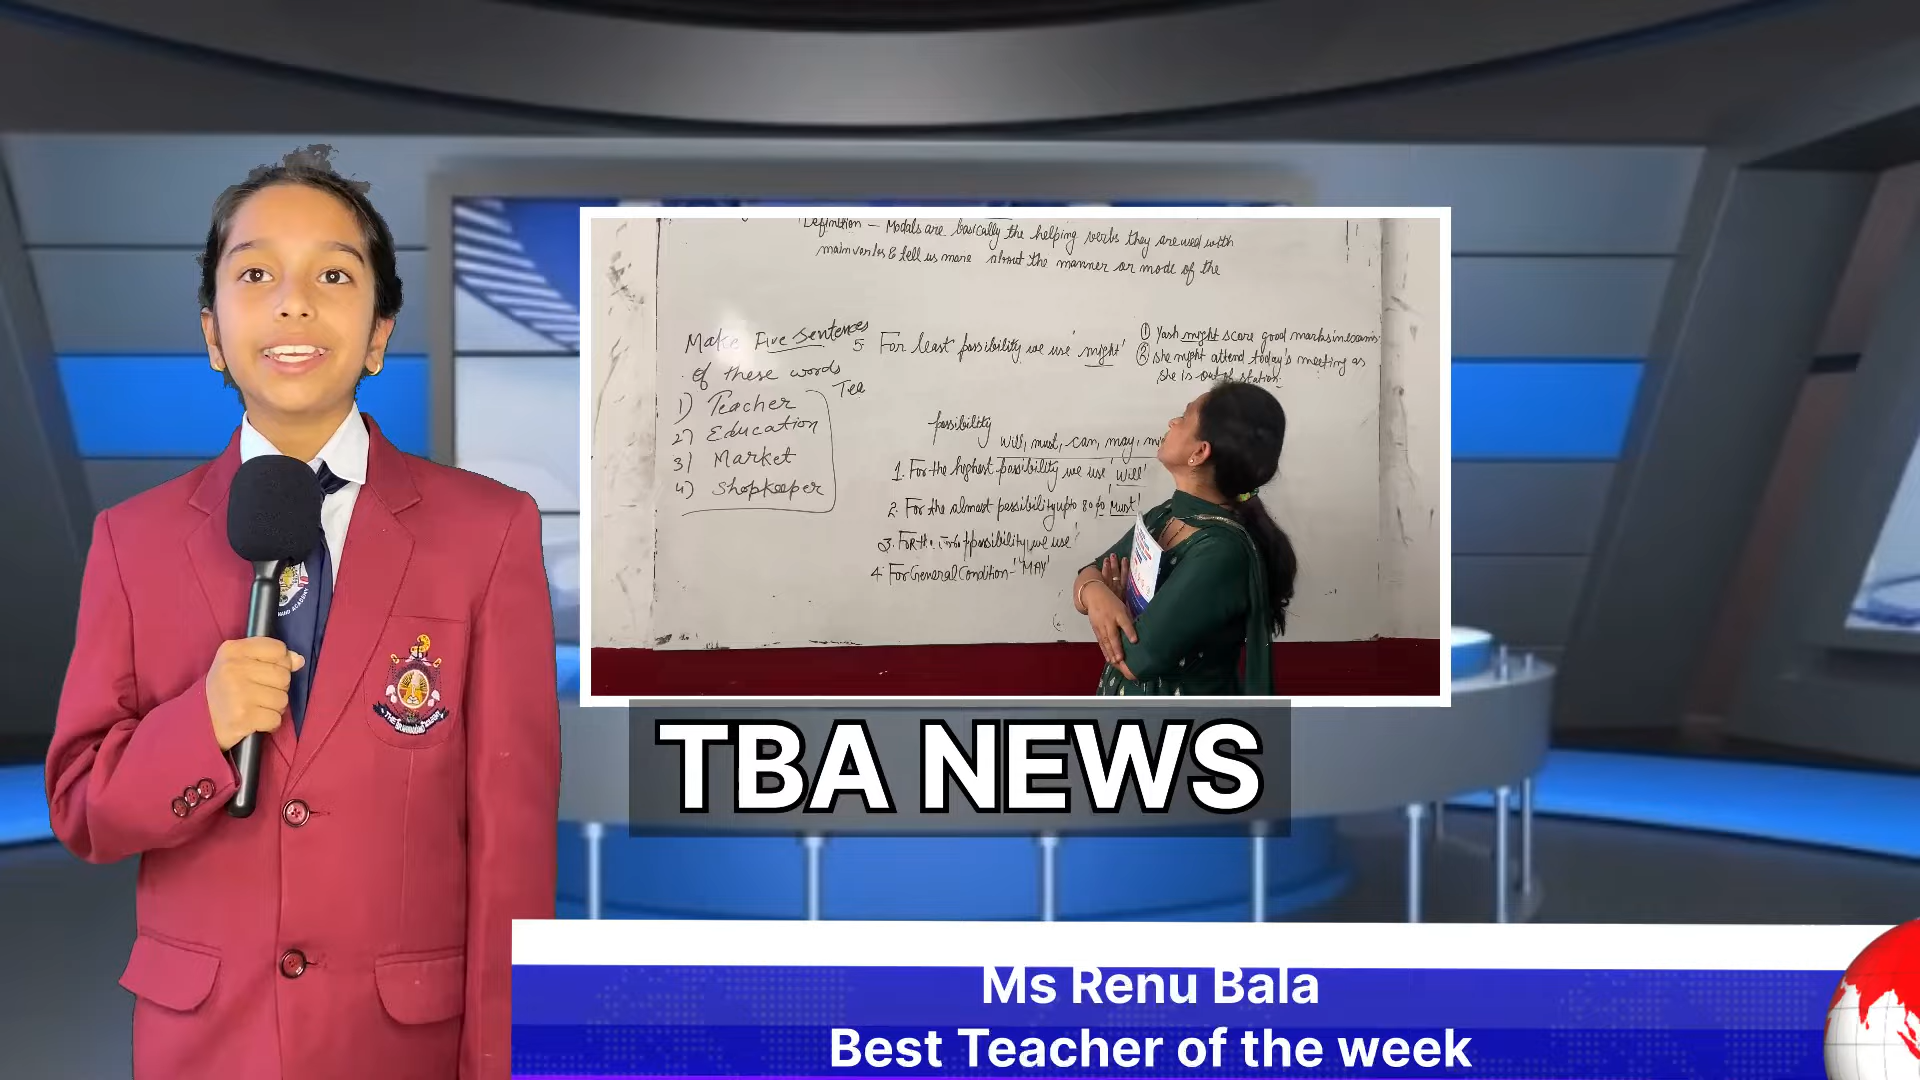 Definition – Modals are basically the helping verbs they are used with
main verbs & tell us more about the manner or mode of the
Make Five Sentences
of these words
Tea
1) Teacher
2) Education
3) Market
4) Shopkeeper
5 For least possibility we use 'might'
① Yash might score good marks in exams.
② She might attend today's meeting as
she is out of station.
possibility
will, must, can, may,
1. For the highest possibility we use 'will'
2. For the almost possibility upto 80% 'Must'
3. For the possibility, we use'
4. For General Condition - 'MAY'
ACADEMY
THE
TBA NEWS
Ms Renu Bala
Best Teacher of the week